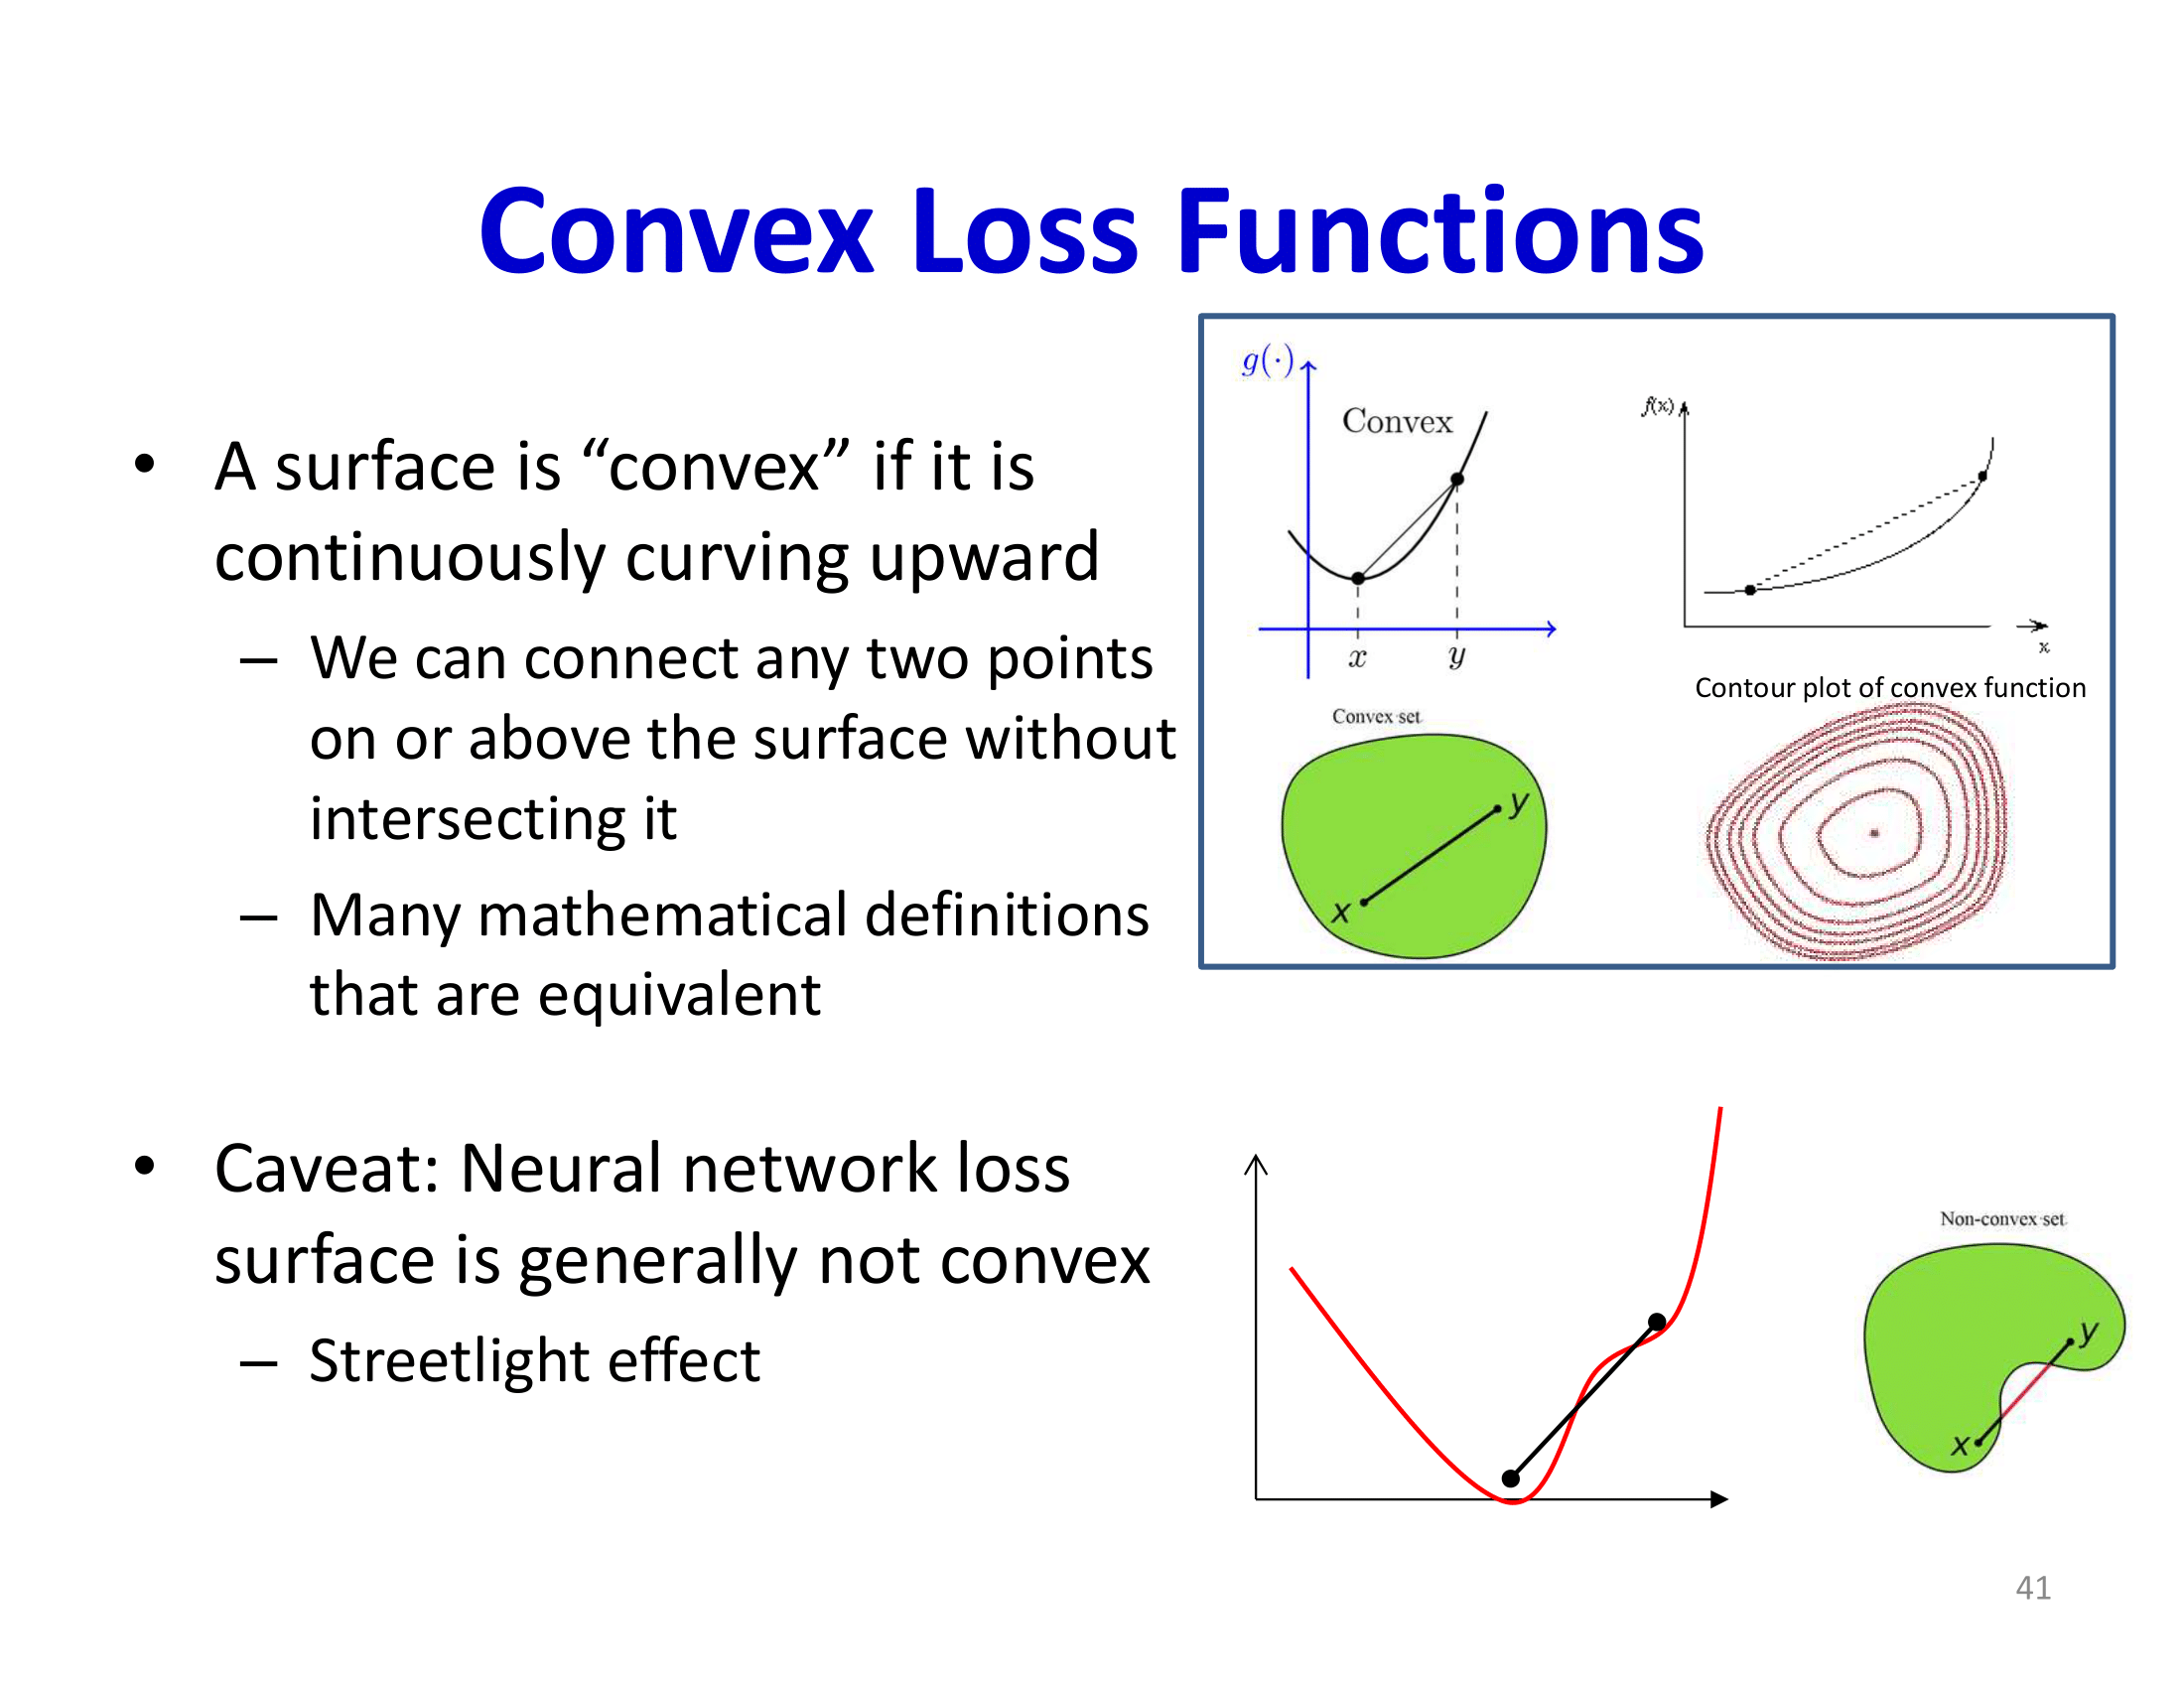 Convex Loss Functions
• A surface is “convex” if it is
continuously curving upward
– We can connect any two points
on or above the surface without
intersecting it
– Many mathematical definitions
that are equivalent
• Caveat: Neural network loss
surface is generally not convex
– Streetlight effect
g(·)
Convex
x
y
f(x)
x
Convex set
y
x
Contour plot of convex function
Non-convex set
y
x
41